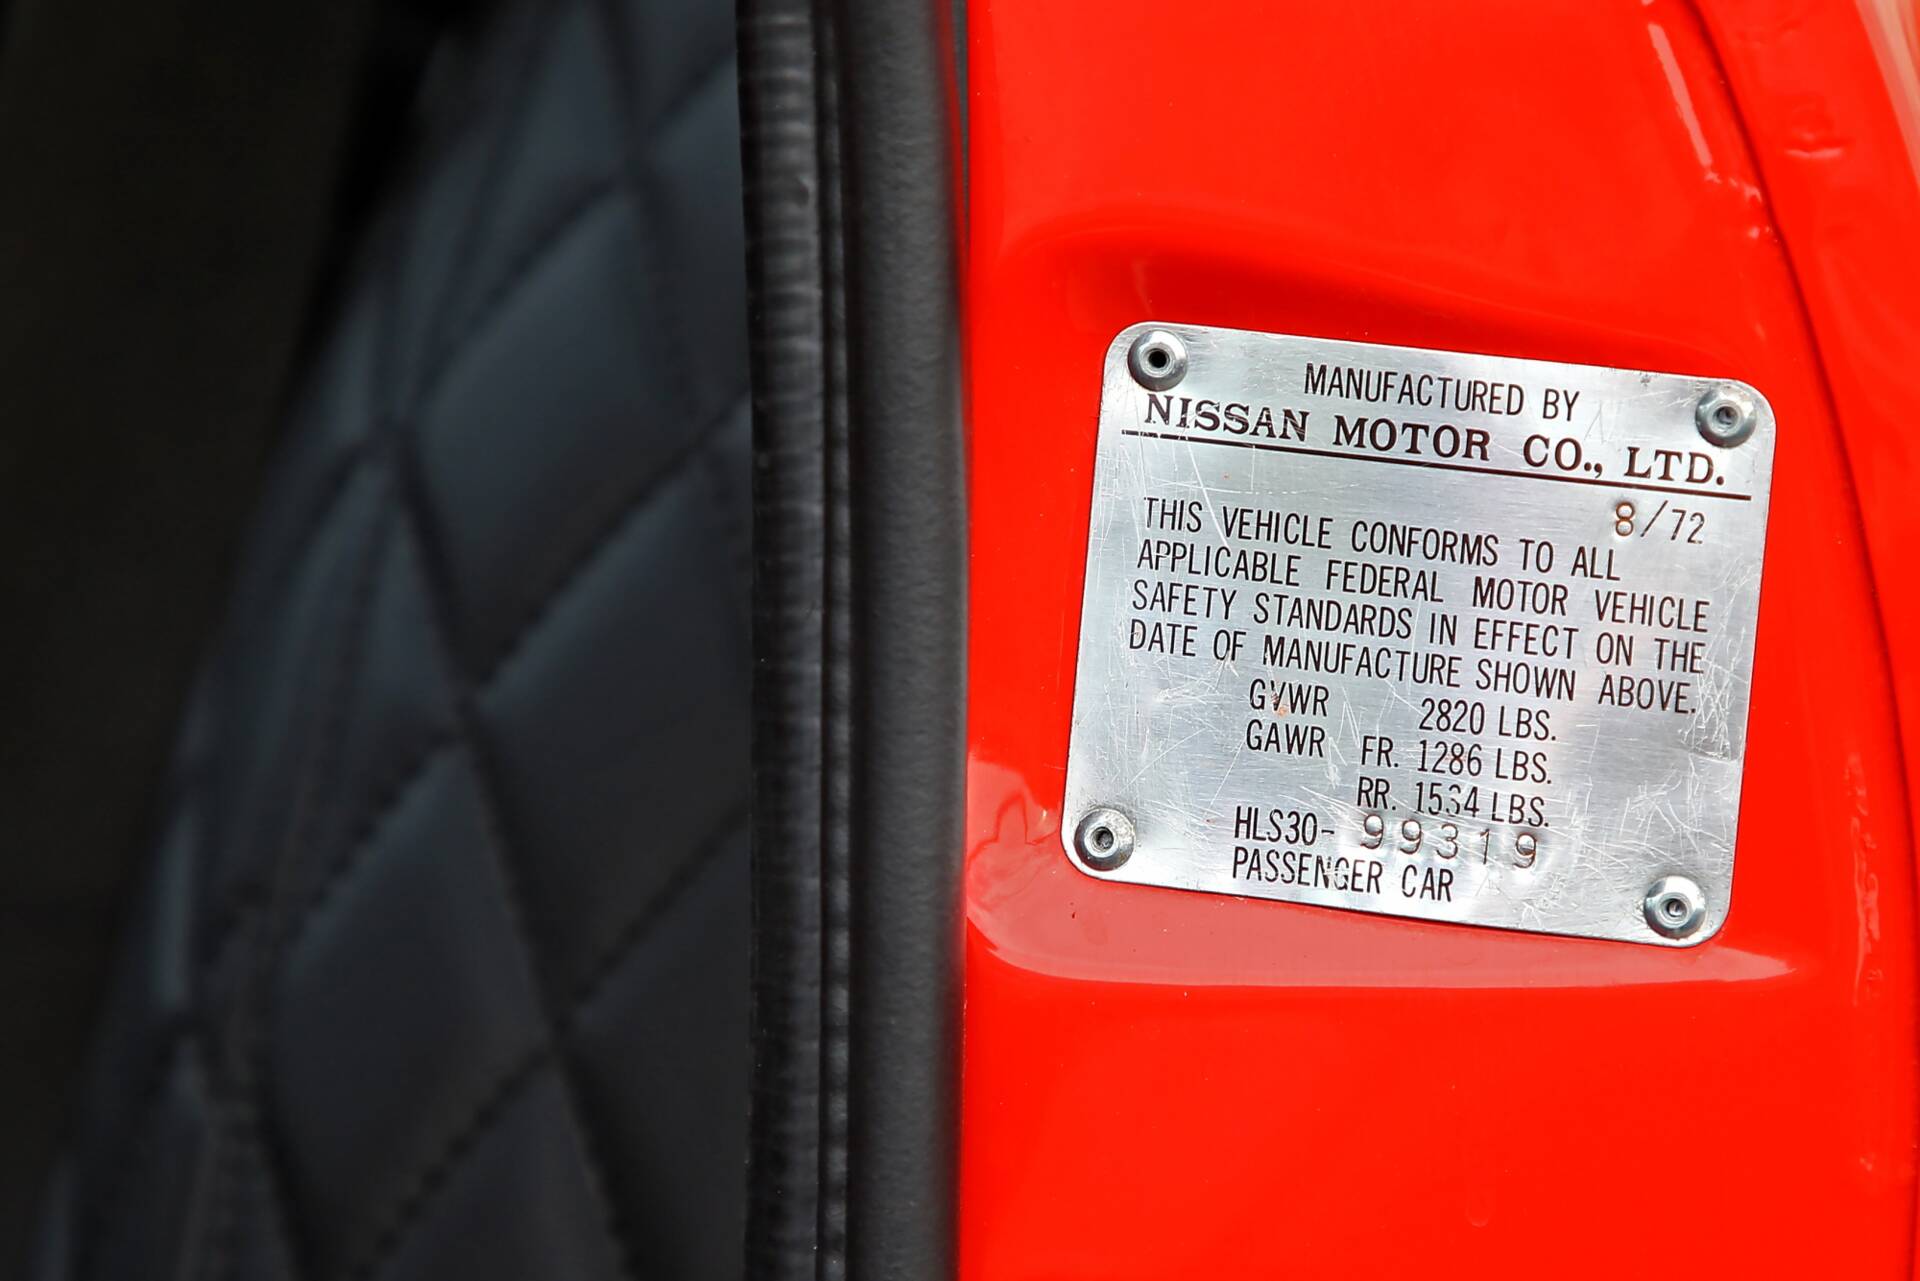 MANUFACTURED BY
NISSAN MOTOR CO., LTD.
8/72
THIS VEHICLE CONFORMS TO ALL
APPLICABLE FEDERAL MOTOR VEHICLE
SAFETY STANDARDS IN EFFECT ON THE
DATE OF MANUFACTURE SHOWN ABOVE.
GVWR 2820 LBS.
GAWR FR. 1286 LBS.
RR. 1534 LBS.
HLS30-99319
PASSENGER CAR